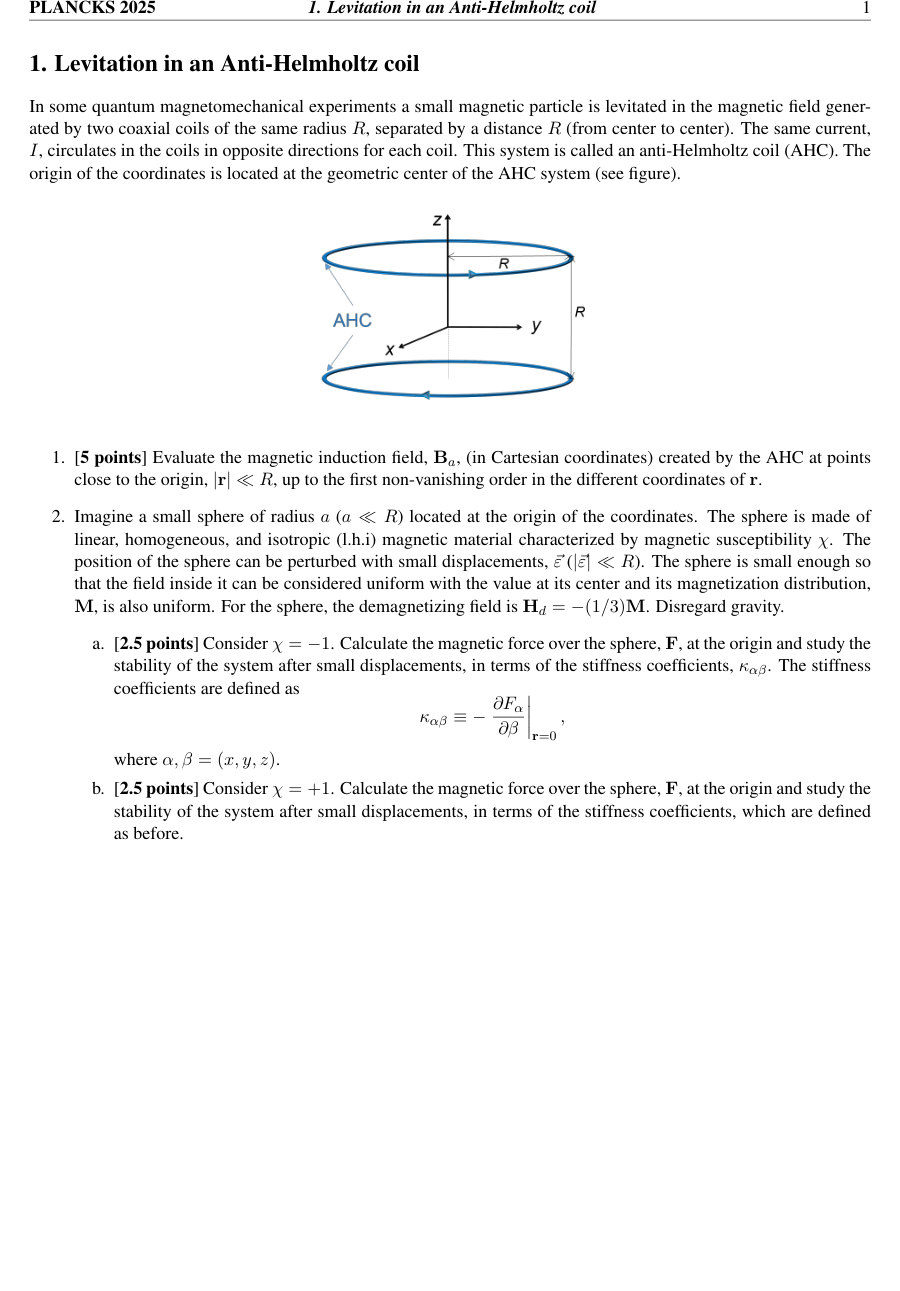 PLANCKS 2025 1. Levitation in an Anti-Helmholtz coil 1
1. Levitation in an Anti-Helmholtz coil
In some quantum magnetomechanical experiments a small magnetic particle is levitated in the magnetic field gener-
ated by two coaxial coils of the same radius R, separated by a distance R (from center to center). The same current,
I, circulates in the coils in opposite directions for each coil. This system is called an anti-Helmholtz coil (AHC). The
origin of the coordinates is located at the geometric center of the AHC system (see figure).
z
R
R
AHC
y
x
1. [5 points] Evaluate the magnetic induction field, B_a, (in Cartesian coordinates) created by the AHC at points
close to the origin, |r| ≪ R, up to the first non-vanishing order in the different coordinates of r.
2. Imagine a small sphere of radius a (a ≪ R) located at the origin of the coordinates. The sphere is made of
linear, homogeneous, and isotropic (l.h.i) magnetic material characterized by magnetic susceptibility χ. The
position of the sphere can be perturbed with small displacements, ε⃗ (|ε⃗| ≪ R). The sphere is small enough so
that the field inside it can be considered uniform with the value at its center and its magnetization distribution,
M, is also uniform. For the sphere, the demagnetizing field is H_d = −(1/3)M. Disregard gravity.
a. [2.5 points] Consider χ = −1. Calculate the magnetic force over the sphere, F, at the origin and study the
stability of the system after small displacements, in terms of the stiffness coefficients, κ_αβ. The stiffness
coefficients are defined as
κ_αβ ≡ − ∂F_α/∂β |_r=0 ,
where α, β = (x, y, z).
b. [2.5 points] Consider χ = +1. Calculate the magnetic force over the sphere, F, at the origin and study the
stability of the system after small displacements, in terms of the stiffness coefficients, which are defined
as before.